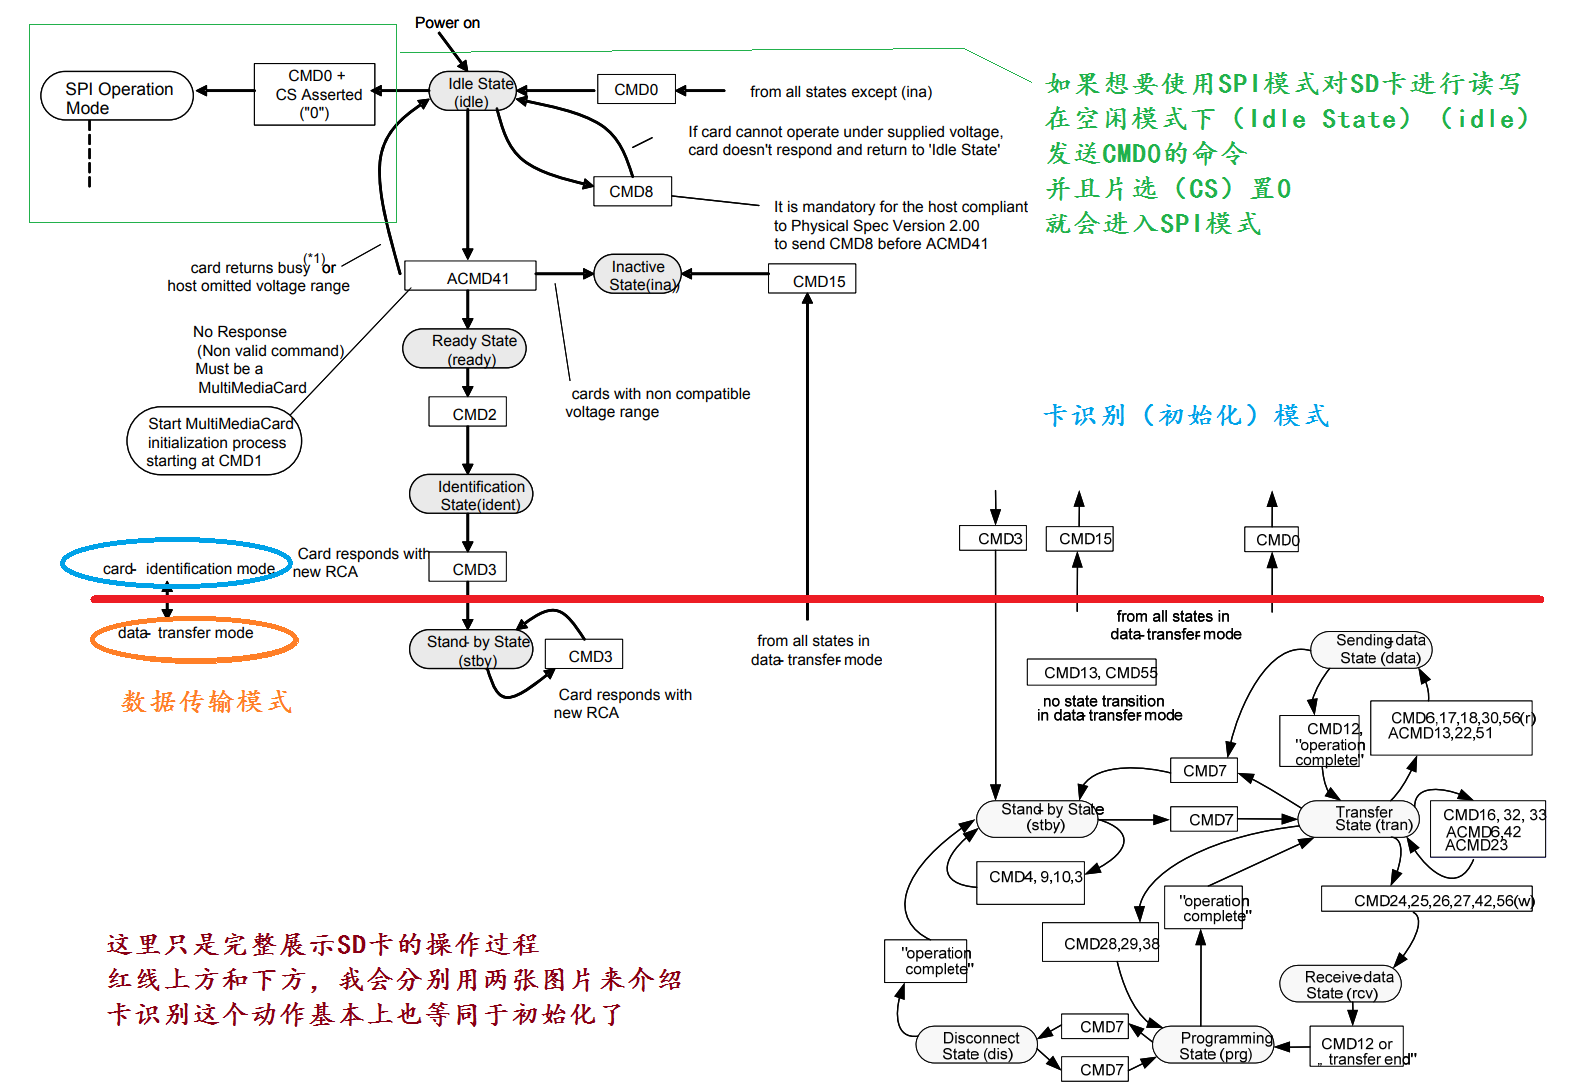 Power on
SPI Operation
Mode
CMD0 +
CS Asserted
("0")
Idle State
(idle)
CMD0
from all states except (ina)
If card cannot operate under supplied voltage,
card doesn't respond and return to 'Idle State'
CMD8
It is mandatory for the host compliant
to Physical Spec Version 2.00
to send CMD8 before ACMD41
如果想要使用SPI模式对SD卡进行读写
在空闲模式下（Idle State）（idle）
发送CMD0的命令
并且片选（CS）置0
就会进入SPI模式
card returns busy (*1) or
host omitted voltage range
ACMD41
Inactive
State(ina)
CMD15
No Response
(Non valid command)
Must be a
MultiMediaCard
Ready State
(ready)
cards with non compatible
voltage range
CMD2
Start MultiMediaCard
initialization process
starting at CMD1
卡识别（初始化）模式
Identification
State(ident)
Card responds with
new RCA
CMD3
card- identification mode
data- transfer mode
数据传输模式
Stand-by State
(stby)
CMD3
Card responds with
new RCA
from all states in
data-transfer-mode
CMD3
CMD15
CMD0
from all states in
data-transfer-mode
CMD13, CMD55
no state transition
in data-transfer-mode
Sending-data
State (data)
CMD12,
"operation
complete"
CMD6,17,18,30,56(r)
ACMD13,22,51
CMD7
Stand-by State
(stby)
CMD7
Transfer
State (tran)
CMD16, 32, 33
ACMD6,42
ACMD23
CMD4, 9,10,3
CMD24,25,26,27,42,56(w)
"operation
complete"
CMD28,29,38
"operation
complete"
Receive-data
State (rcv)
CMD12 or
„ transfer end"
Disconnect
State (dis)
CMD7
CMD7
Programming
State (prg)
这里只是完整展示SD卡的操作过程
红线上方和下方，我会分别用两张图片来介绍
卡识别这个动作基本上也等同于初始化了